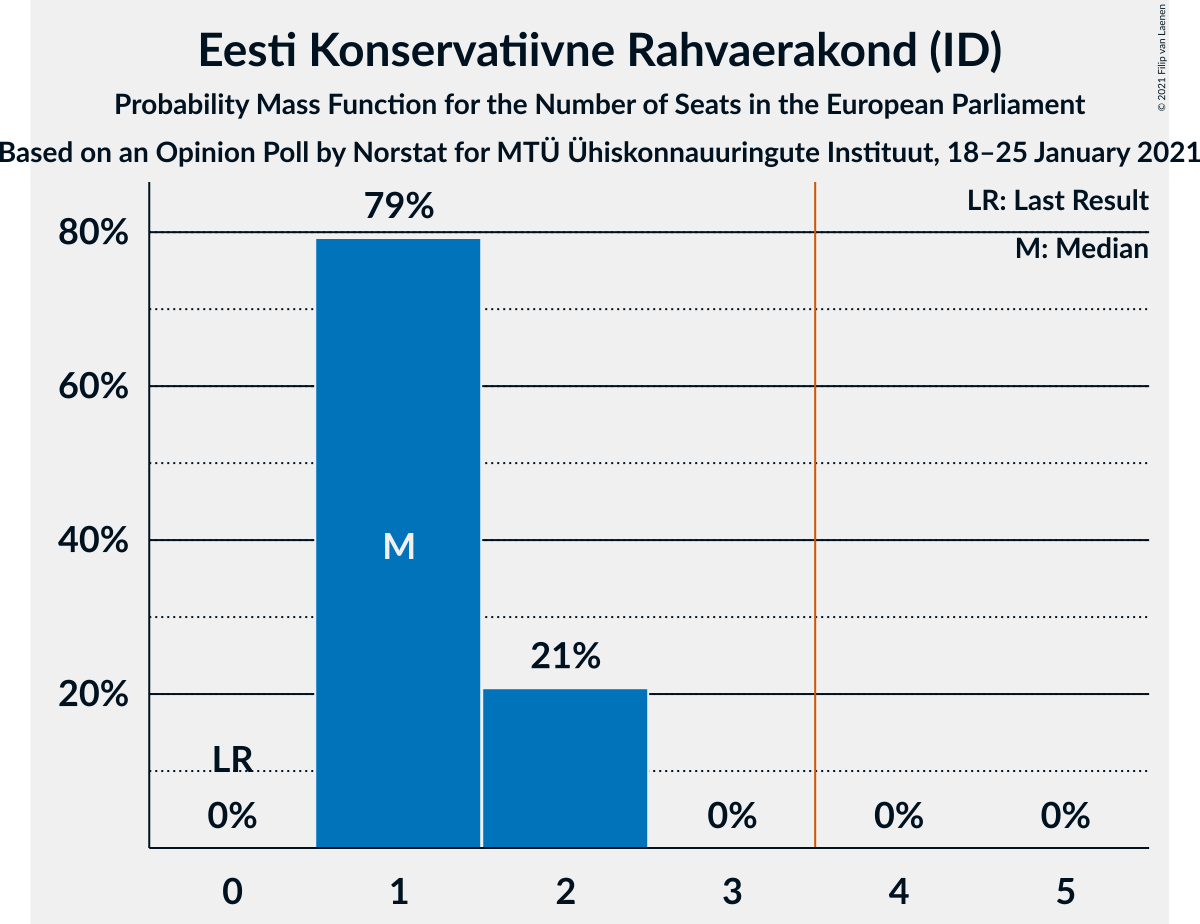 Eesti Konservatiivne Rahvaerakond (ID)
Probability Mass Function for the Number of Seats in the European Parliament
Based on an Opinion Poll by Norstat for MTÜ Ühiskonnauuringute Instituut, 18–25 January 2021
© 2021 Filip van Laenen
LR: Last Result
M: Median
79%
80%
60%
40%
M
21%
20%
LR
0%
0%
0%
0%
0
1
2
3
4
5